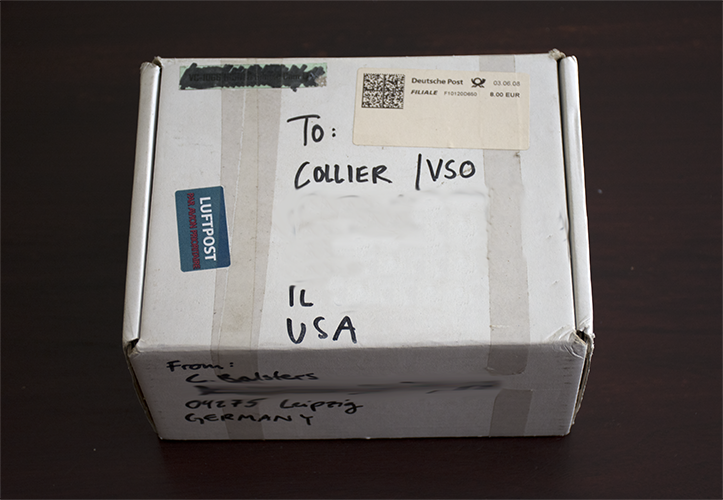 Deutsche Post 03.06.08
FILIALE 8.00 EUR
To:
COLLIER /VSO
LUFTPOST
IL
USA
From:
C. Balsters
04275 Leipzig
GERMANY